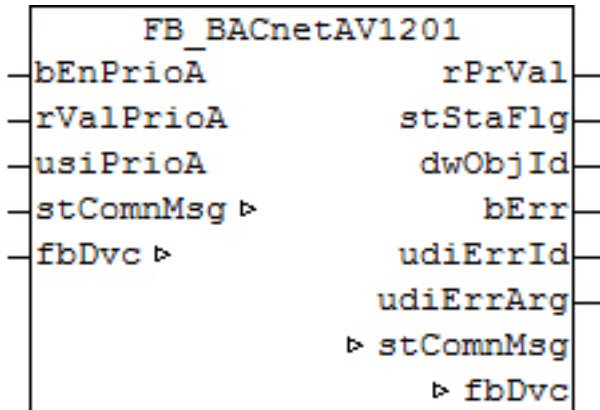 FB_BACnetAV1201
bEnPrioA rPrVal
rValPrioA stStaFlg
usiPrioA dwObjId
stComnMsg ▷ bErr
fbDvc ▷ udiErrId
udiErrArg
▷ stComnMsg
▷ fbDvc